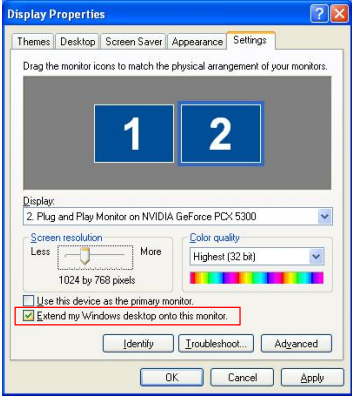 Display Properties
Themes Desktop Screen Saver Appearance Settings
Drag the monitor icons to match the physical arrangement of your monitors.
1 2
Display:
2. Plug and Play Monitor on NVIDIA GeForce PCX 5300
Screen resolution
Less More
1024 by 768 pixels
Color quality
Highest (32 bit)
Use this device as the primary monitor.
Extend my Windows desktop onto this monitor.
Identify Troubleshoot... Advanced
OK Cancel Apply